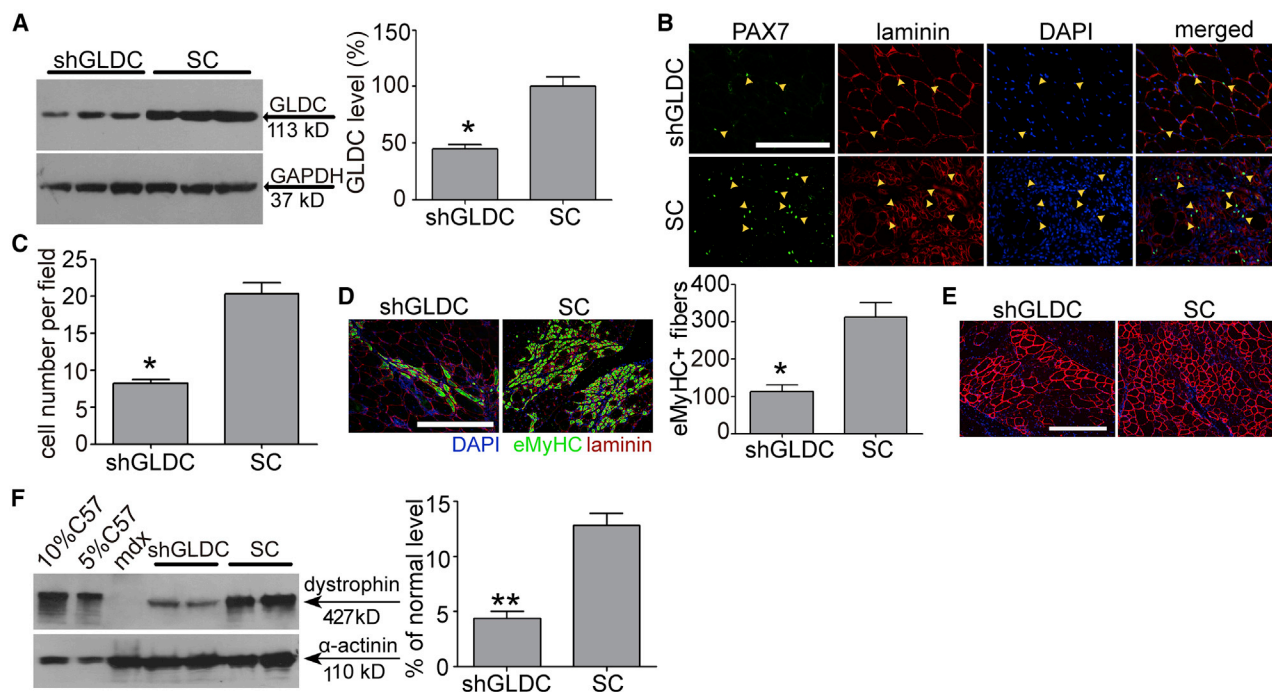 A
shGLDC SC
GLDC
113 kD
GAPDH
37 kD
GLDC level (%)
150
100
50
0
*
shGLDC SC
B
PAX7 laminin DAPI merged
shGLDC
SC
C
cell number per field
25
20
15
10
5
0
*
shGLDC SC
D
shGLDC SC
DAPI eMyHC laminin
eMyHC+ fibers
400
300
200
100
0
*
shGLDC SC
E
shGLDC SC
F
10%C57 5%C57 mdx shGLDC SC
dystrophin
427kD
α-actinin
110 kD
% of normal level
15
10
5
0
**
shGLDC SC